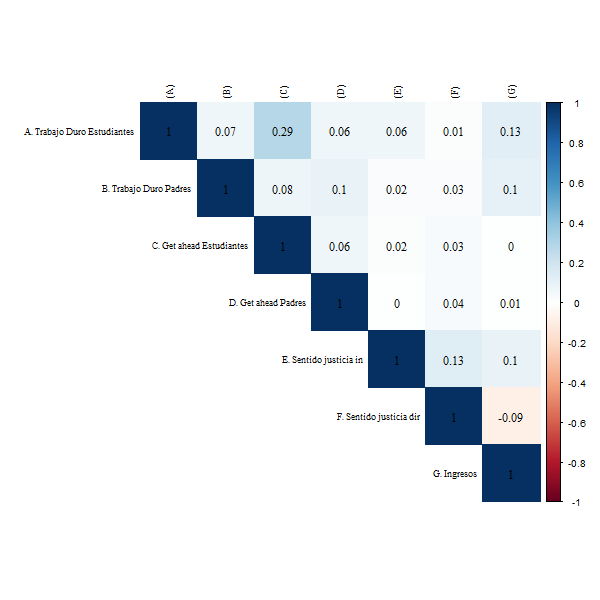 (A) (B) (C) (D) (E) (F) (G)
A. Trabajo Duro Estudiantes 1 0.07 0.29 0.06 0.06 0.01 0.13
B. Trabajo Duro Padres 1 0.08 0.1 0.02 0.03 0.1
C. Get ahead Estudiantes 1 0.06 0.02 0.03 0
D. Get ahead Padres 1 0 0.04 0.01
E. Sentido justicia in 1 0.13 0.1
F. Sentido justicia dir 1 -0.09
G. Ingresos 1
1
0.8
0.6
0.4
0.2
0
-0.2
-0.4
-0.6
-0.8
-1